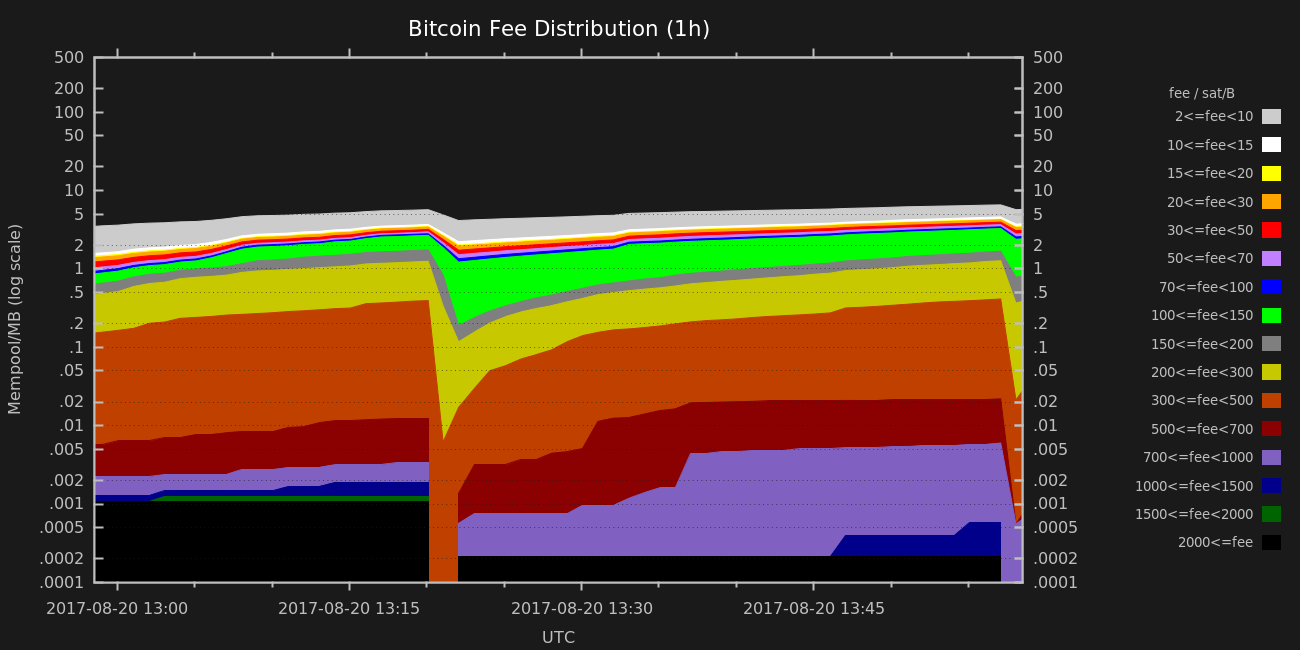 Bitcoin Fee Distribution (1h)
500
200
100
50
20
10
5
2
1
.5
.2
.1
.05
.02
.01
.005
.002
.001
.0005
.0002
.0001
Mempool/MB (log scale)
500
200
100
50
20
10
5
2
1
.5
.2
.1
.05
.02
.01
.005
.002
.001
.0005
.0002
.0001
2017-08-20 13:00
2017-08-20 13:15
2017-08-20 13:30
2017-08-20 13:45
UTC
fee / sat/B
2<=fee<10
10<=fee<15
15<=fee<20
20<=fee<30
30<=fee<50
50<=fee<70
70<=fee<100
100<=fee<150
150<=fee<200
200<=fee<300
300<=fee<500
500<=fee<700
700<=fee<1000
1000<=fee<1500
1500<=fee<2000
2000<=fee